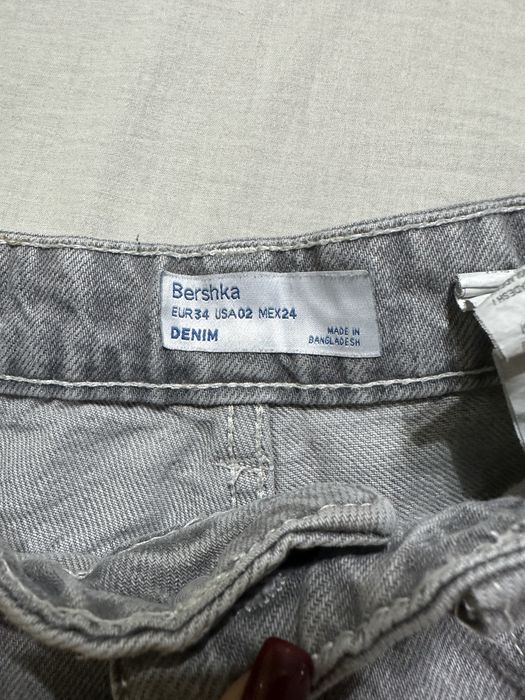 Bershka
EUR34 USA02 MEX24
DENIM
MADE IN
BANGLADESH